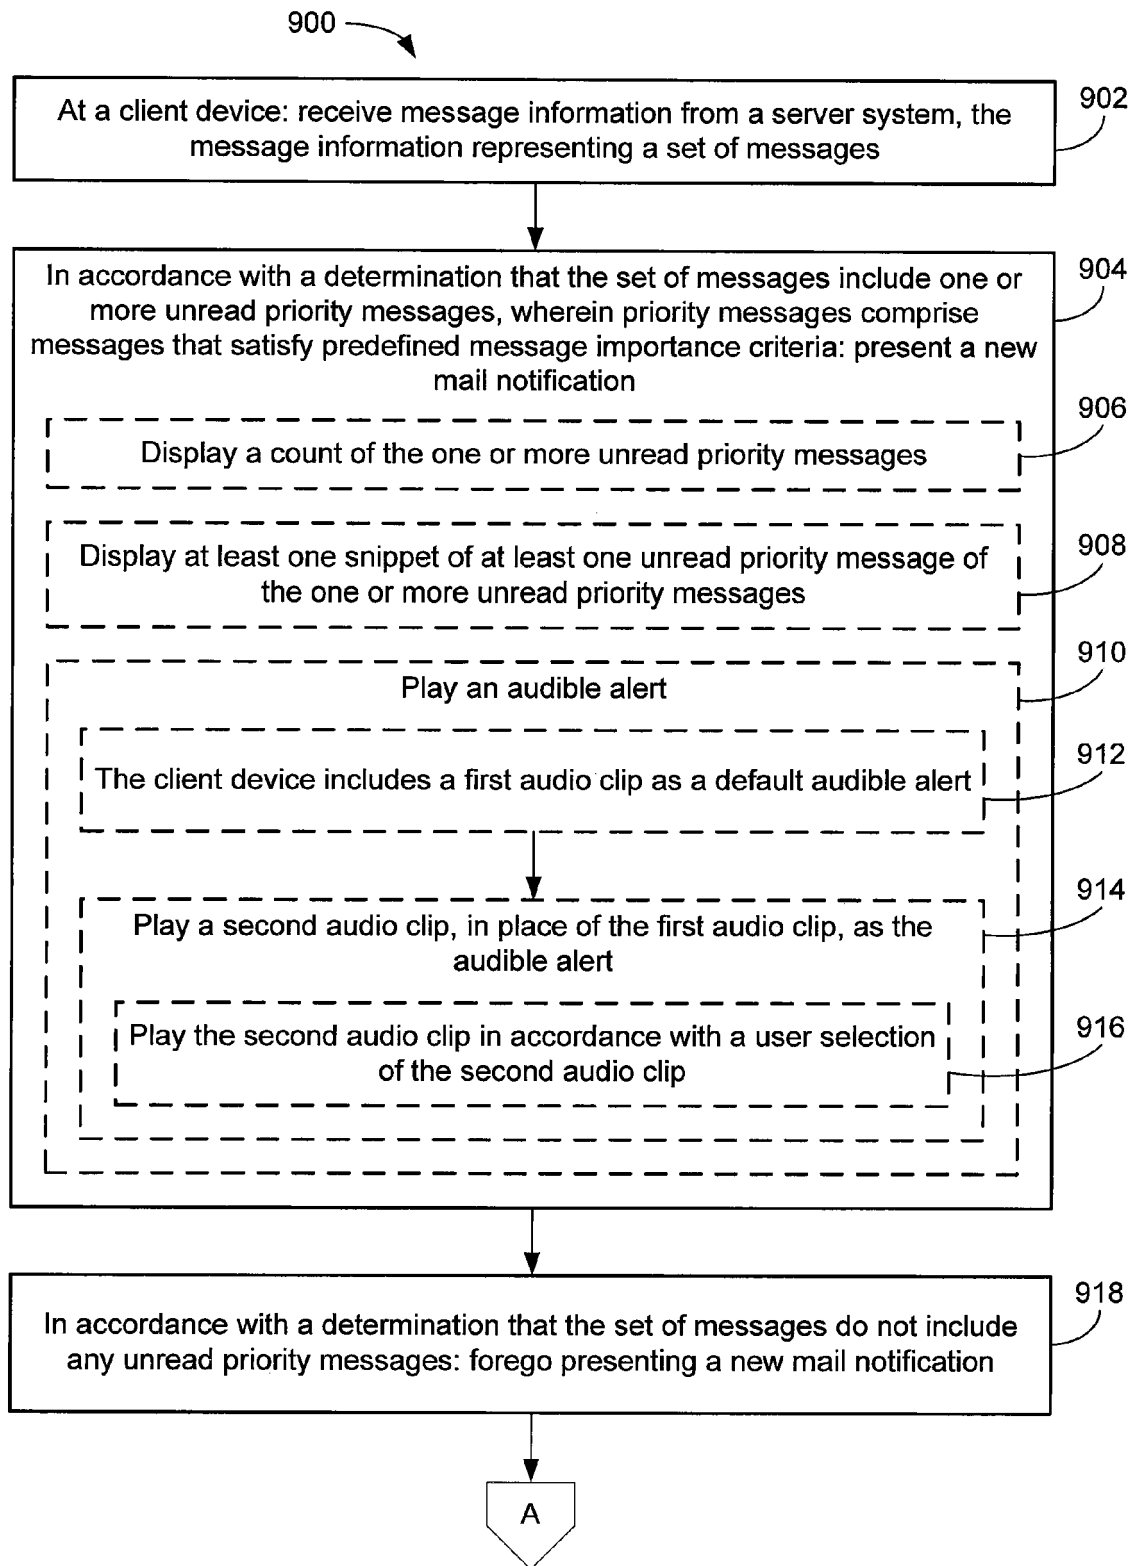 900
At a client device: receive message information from a server system, the
message information representing a set of messages
902
In accordance with a determination that the set of messages include one or
more unread priority messages, wherein priority messages comprise
messages that satisfy predefined message importance criteria: present a new
mail notification
904
Display a count of the one or more unread priority messages
906
Display at least one snippet of at least one unread priority message of
the one or more unread priority messages
908
Play an audible alert
910
The client device includes a first audio clip as a default audible alert
912
Play a second audio clip, in place of the first audio clip, as the
audible alert
914
Play the second audio clip in accordance with a user selection
of the second audio clip
916
In accordance with a determination that the set of messages do not include
any unread priority messages: forego presenting a new mail notification
918
A